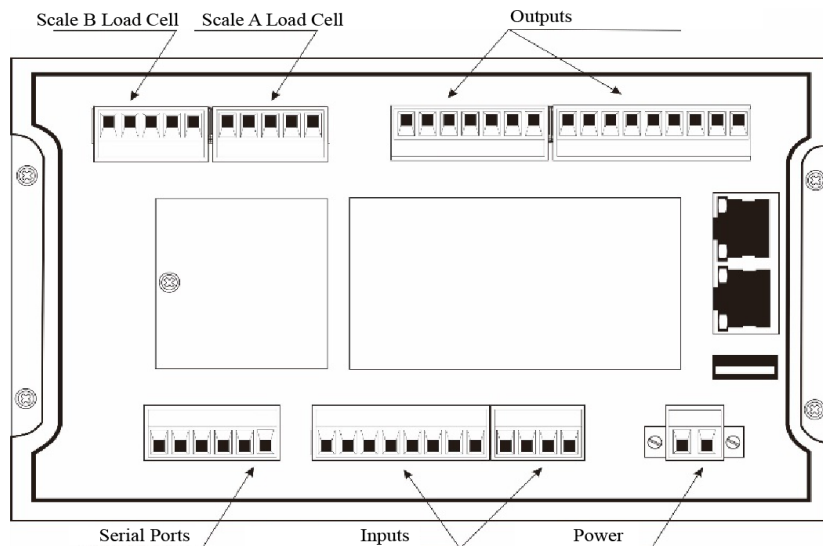 Scale B Load Cell
Scale A Load Cell
Outputs
Serial Ports
Inputs
Power